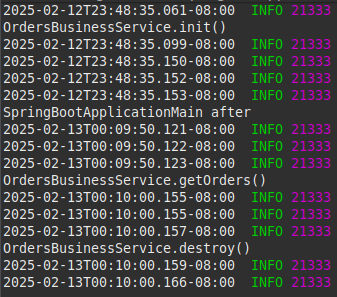 2025-02-12T23:48:35.061-08:00  INFO 21333
OrdersBusinessService.init()
2025-02-12T23:48:35.099-08:00  INFO 21333
2025-02-12T23:48:35.150-08:00  INFO 21333
2025-02-12T23:48:35.152-08:00  INFO 21333
2025-02-12T23:48:35.153-08:00  INFO 21333
SpringBootApplicationMain after
2025-02-13T00:09:50.121-08:00  INFO 21333
2025-02-13T00:09:50.122-08:00  INFO 21333
2025-02-13T00:09:50.123-08:00  INFO 21333
OrdersBusinessService.getOrders()
2025-02-13T00:10:00.155-08:00  INFO 21333
2025-02-13T00:10:00.155-08:00  INFO 21333
2025-02-13T00:10:00.157-08:00  INFO 21333
OrdersBusinessService.destroy()
2025-02-13T00:10:00.159-08:00  INFO 21333
2025-02-13T00:10:00.166-08:00  INFO 21333